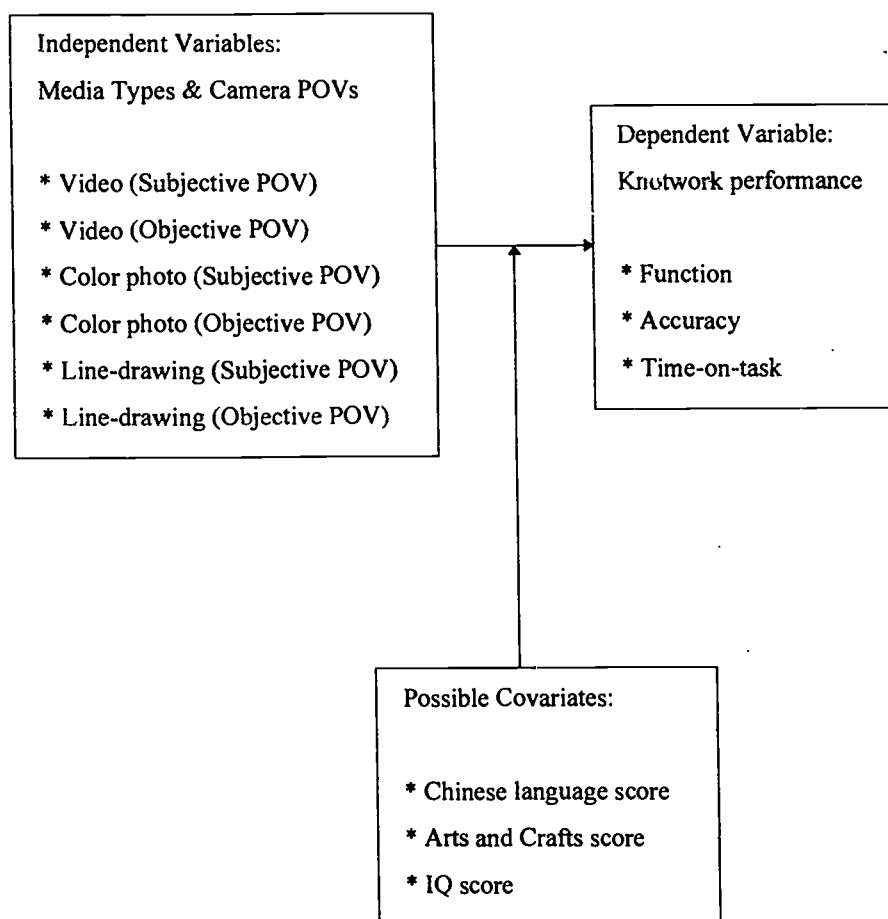 Independent Variables:
Media Types & Camera POVs
* Video (Subjective POV)
* Video (Objective POV)
* Color photo (Subjective POV)
* Color photo (Objective POV)
* Line-drawing (Subjective POV)
* Line-drawing (Objective POV)
Dependent Variable:
Knotwork performance
* Function
* Accuracy
* Time-on-task
Possible Covariates:
* Chinese language score
* Arts and Crafts score
* IQ score